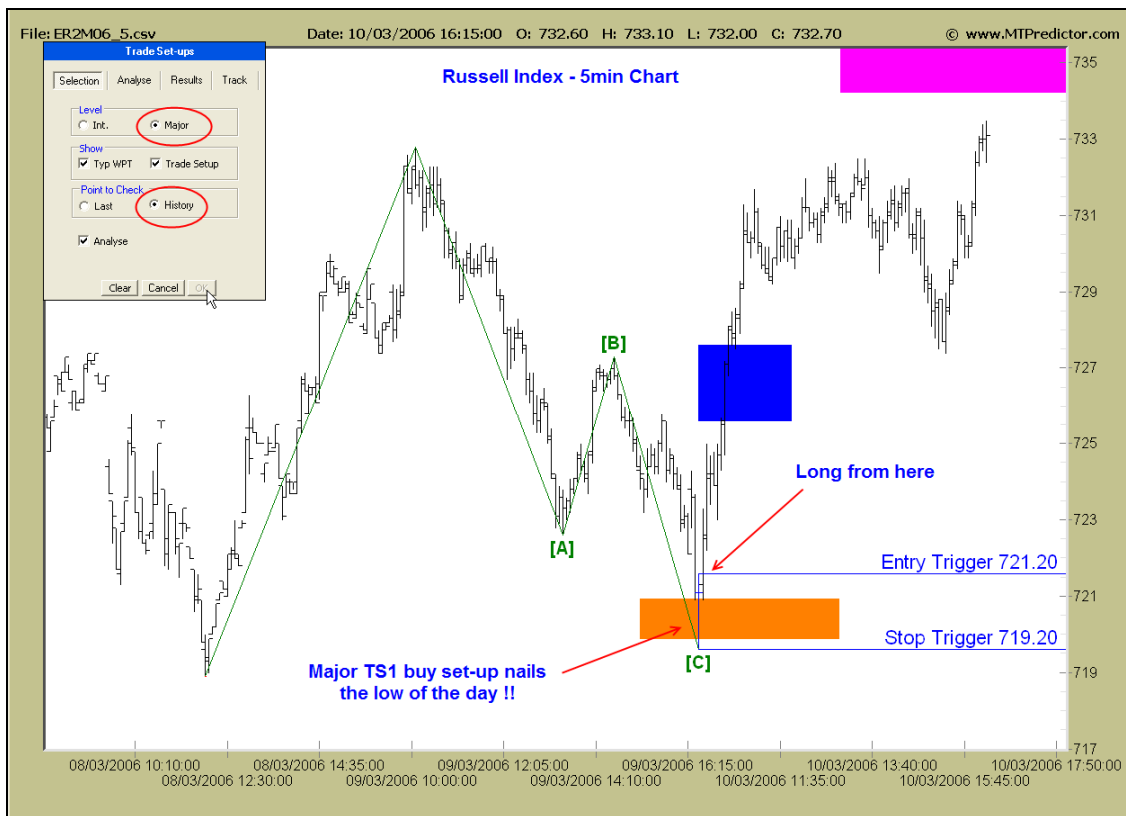 File: ER2M06_5.csv Date: 10/03/2006 16:15:00 O: 732.60 H: 733.10 L: 732.00 C: 732.70 © www.MTPredictor.com
Trade Set-ups
Selection Analyse Results Track
Level
Int. Major
Show
Typ WPT Trade Setup
Point to Check
Last History
Analyse
Clear Cancel OK
Russell Index - 5min Chart
735
733
731
729
727
725
723
721
719
717
[B]
[A]
[C]
Long from here
Entry Trigger 721.20
Stop Trigger 719.20
Major TS1 buy set-up nails
the low of the day !!
08/03/2006 10:10:00 08/03/2006 14:35:00 09/03/2006 12:05:00 09/03/2006 16:15:00 10/03/2006 13:40:00 10/03/2006 17:50:00
08/03/2006 12:30:00 09/03/2006 10:00:00 09/03/2006 14:10:00 10/03/2006 11:35:00 10/03/2006 15:45:00